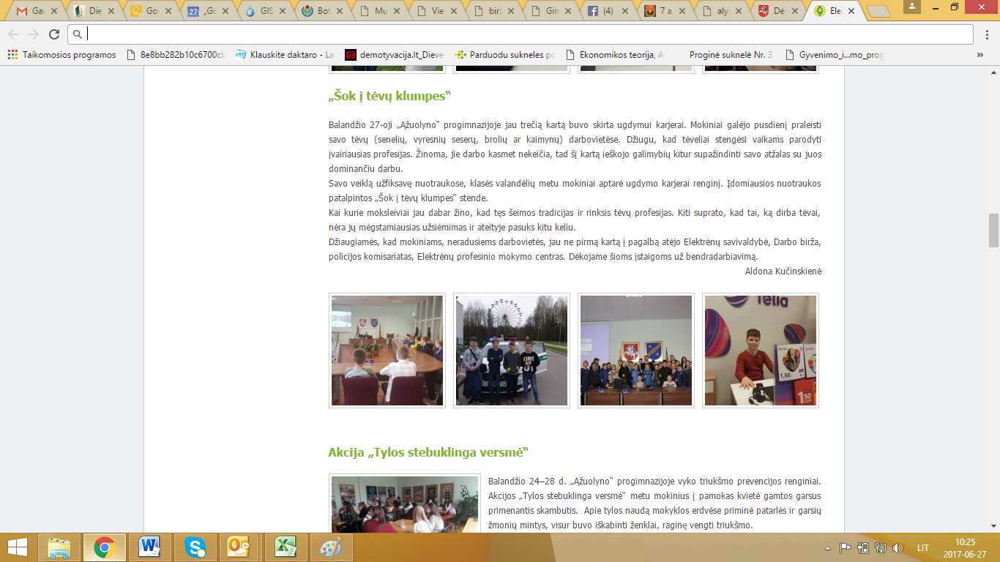 Gau
Die
Goo
„Go
GIS
Bot
Mu
Vie
birž
Gin
(4)
7 a
alyt
Dėl
Ele
Taikomosios programos
8e8bb282b10c6700cb
Klauskite daktaro - La
demotyvacija.lt_Dieve
Parduodu sukneles po
Ekonomikos teorija, A
Proginė suknelė Nr. 3
Gyvenimo_i...mo_prog
»
„Šok į tėvų klumpes“
Balandžio 27-oji „Ąžuolyno“ progimnazijoje jau trečią kartą buvo skirta ugdymui karjerai. Mokiniai galėjo pusdienį praleisti
savo tėvų (senelių, vyresnių seserų, brolių ar kaimynų) darbovietėse. Džiugu, kad tėveliai stengėsi vaikams parodyti
įvairiausias profesijas. Žinoma, jie darbo kasmet nekeičia, tad šį kartą ieškojo galimybių kitur supažindinti savo atžalas su juos
dominančiu darbu.
Savo veiklą užfiksavę nuotraukose, klasės valandėlių metu mokiniai aptarė ugdymo karjerai renginį. Įdomiausios nuotraukos
patalpintos „Šok į tėvų klumpes“ stende.
Kai kurie moksleiviai jau dabar žino, kad tęs šeimos tradicijas ir rinksis tėvų profesijas. Kiti suprato, kad tai, ką dirba tėvai,
nėra jų mėgstamiausias užsiėmimas ir ateityje pasuks kitu keliu.
Džiaugiamės, kad mokiniams, neradusiems darbovietės, jau ne pirmą kartą į pagalbą atėjo Elektrėnų savivaldybė, Darbo birža,
policijos komisariatas, Elektrėnų profesinio mokymo centras. Dėkojame šioms įstaigoms už bendradarbiavimą.
Aldona Kučinskienė
KING
Telia
1,50
150
Akcija „Tylos stebuklinga versmė“
Balandžio 24–28 d. „Ąžuolyno“ progimnazijoje vyko triukšmo prevencijos renginiai.
Akcijos „Tylos stebuklinga versmė“ metu mokinius į pamokas kvietė gamtos garsus
primenantis skambutis. Apie tylos naudą mokyklos erdvėse priminė patarlės ir garsių
žmonių mintys, visur buvo iškabinti ženklai, raginę vengti triukšmo.
LIT
10:25
2017-06-27